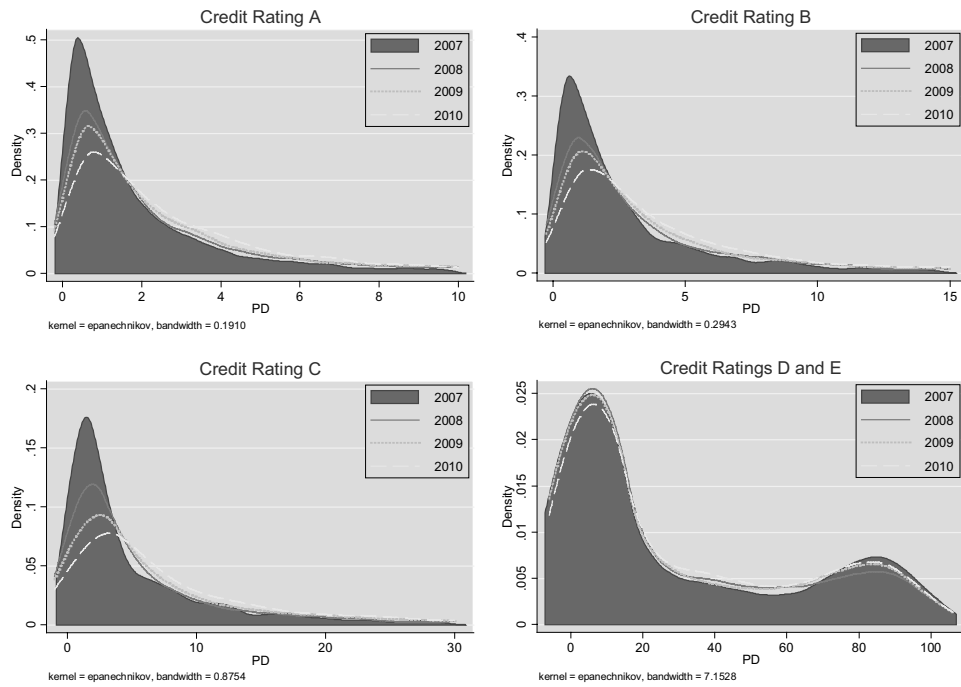 Credit Rating A
.5
.4
.3
.2
.1
0
Density
0 2 4 6 8 10
PD
2007
2008
2009
2010
kernel = epanechnikov, bandwidth = 0.1910
Credit Rating B
.4
.3
.2
.1
0
Density
0 5 10 15
PD
2007
2008
2009
2010
kernel = epanechnikov, bandwidth = 0.2943
Credit Rating C
.2
.15
.1
.05
0
Density
0 10 20 30
PD
2007
2008
2009
2010
kernel = epanechnikov, bandwidth = 0.8754
Credit Ratings D and E
.025
.02
.015
.01
.005
0
Density
0 20 40 60 80 100
PD
2007
2008
2009
2010
kernel = epanechnikov, bandwidth = 7.1528